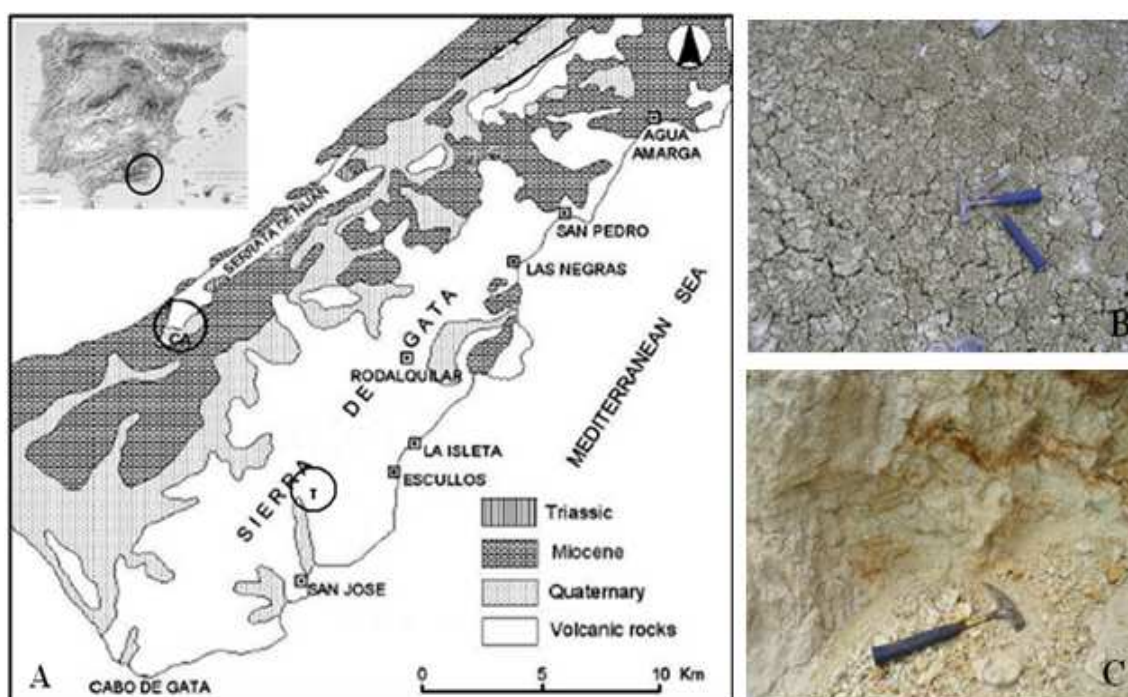 AGUA
AMARGA
SAN PEDRO
LAS NEGRAS
SERRATA DE NIJAR
CA
RODALQUILAR
SIERRA DE GATA
MEDITERRANEAN SEA
LA ISLETA
ESCULLOS
T
SAN JOSE
CABO DE GATA
Triassic
Miocene
Quaternary
Volcanic rocks
0 5 10 Km
A
B
C